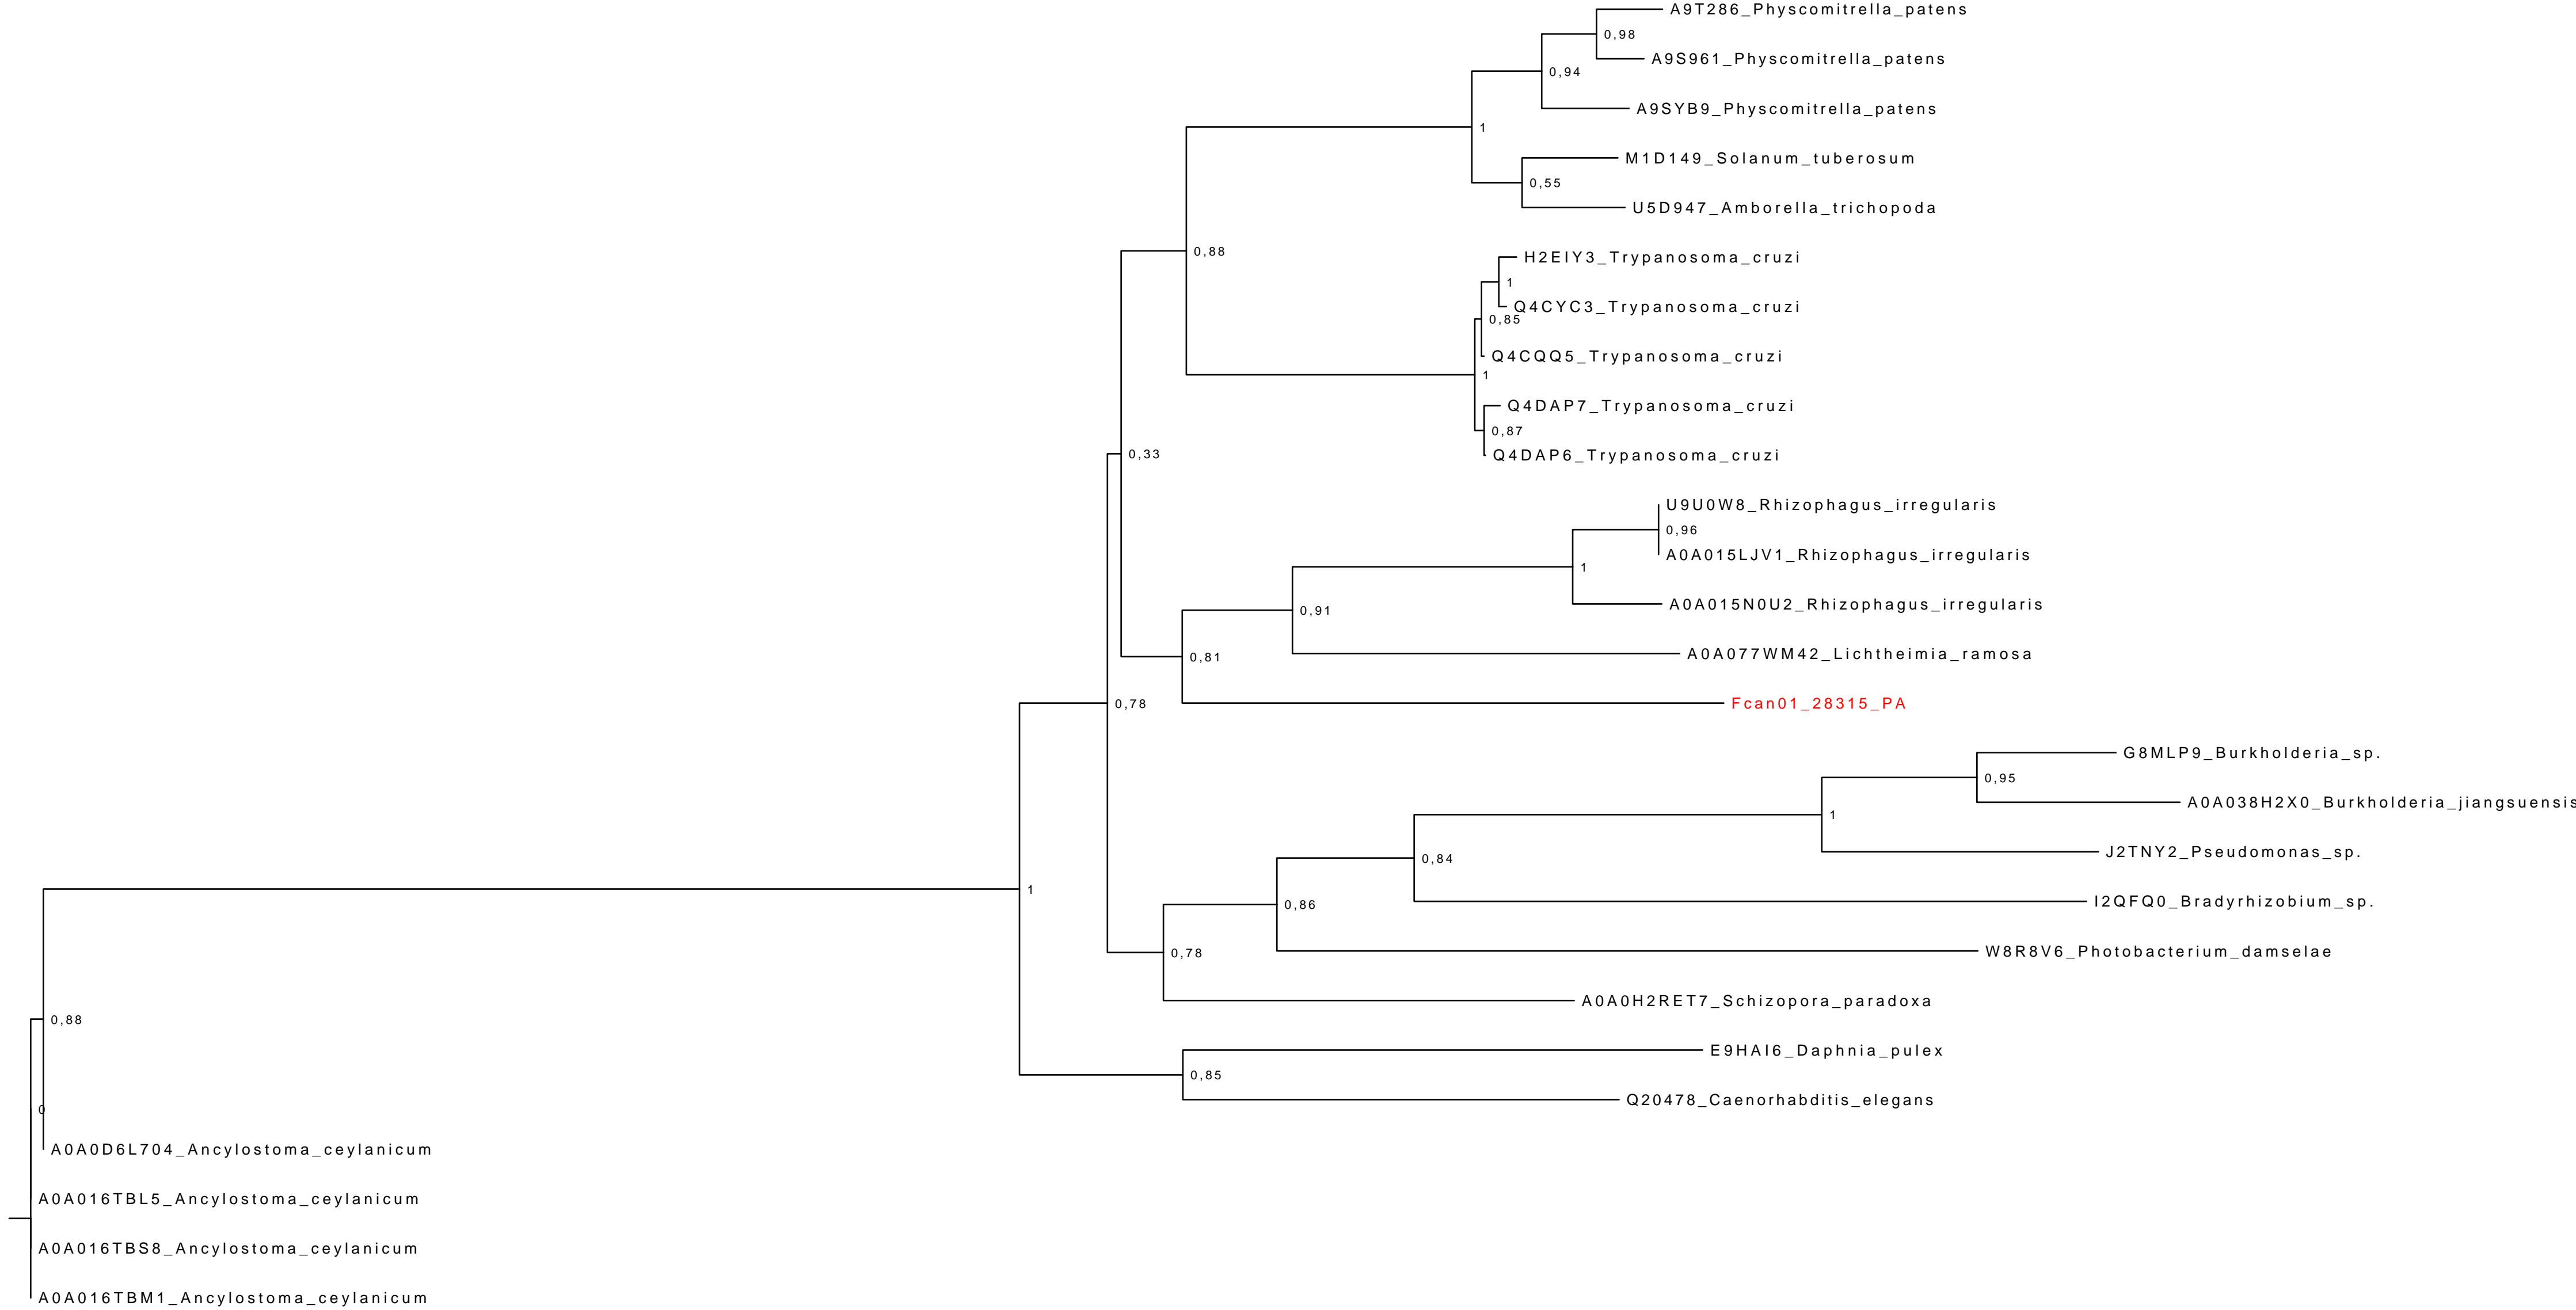 A9T286_Physcomitrella_patens
0,98
A9S961_Physcomitrella_patens
0,94
A9SYB9_Physcomitrella_patens
1
M1D149_Solanum_tuberosum
0,55
U5D947_Amborella_trichopoda
0,88
H2EIY3_Trypanosoma_cruzi
1
Q4CYC3_Trypanosoma_cruzi
0,85
Q4CQQ5_Trypanosoma_cruzi
1
Q4DAP7_Trypanosoma_cruzi
0,87
Q4DAP6_Trypanosoma_cruzi
0,33
U9U0W8_Rhizophagus_irregularis
0,96
A0A015LJV1_Rhizophagus_irregularis
1
A0A015N0U2_Rhizophagus_irregularis
0,91
A0A077WM42_Lichtheimia_ramosa
0,81
Fcan01_28315_PA
0,78
G8MLP9_Burkholderia_sp.
0,95
A0A038H2X0_Burkholderia_jiangsuensis
1
J2TNY2_Pseudomonas_sp.
0,84
I2QFQ0_Bradyrhizobium_sp.
0,86
W8R8V6_Photobacterium_damselae
0,78
A0A0H2RET7_Schizopora_paradoxa
1
E9HAI6_Daphnia_pulex
0,85
Q20478_Caenorhabditis_elegans
0,88
0
A0A0D6L704_Ancylostoma_ceylanicum
A0A016TBL5_Ancylostoma_ceylanicum
A0A016TBS8_Ancylostoma_ceylanicum
A0A016TBM1_Ancylostoma_ceylanicum